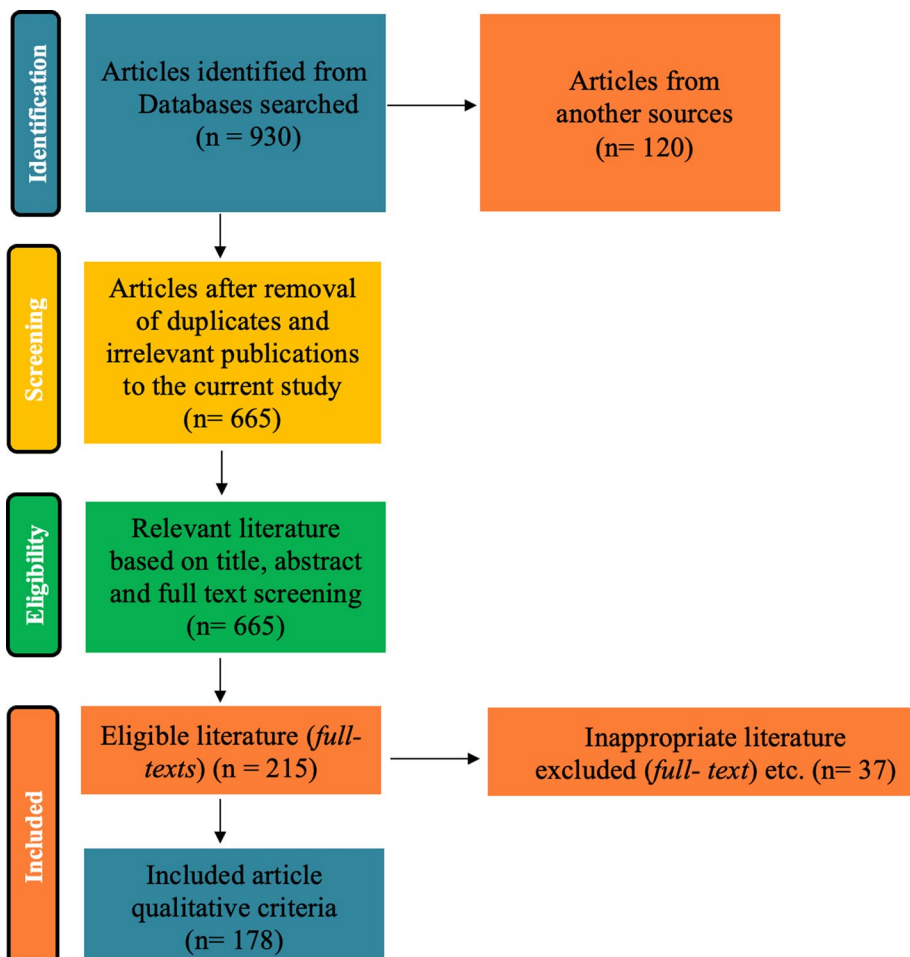 Identification
Articles identified from
Databases searched
(n = 930)
Articles from
another sources
(n= 120)
Screening
Articles after removal
of duplicates and
irrelevant publications
to the current study
(n= 665)
Eligibility
Relevant literature
based on title, abstract
and full text screening
(n= 665)
Included
Eligible literature (full-
texts) (n = 215)
Inappropriate literature
excluded (full- text) etc. (n= 37)
Included article
qualitative criteria
(n= 178)